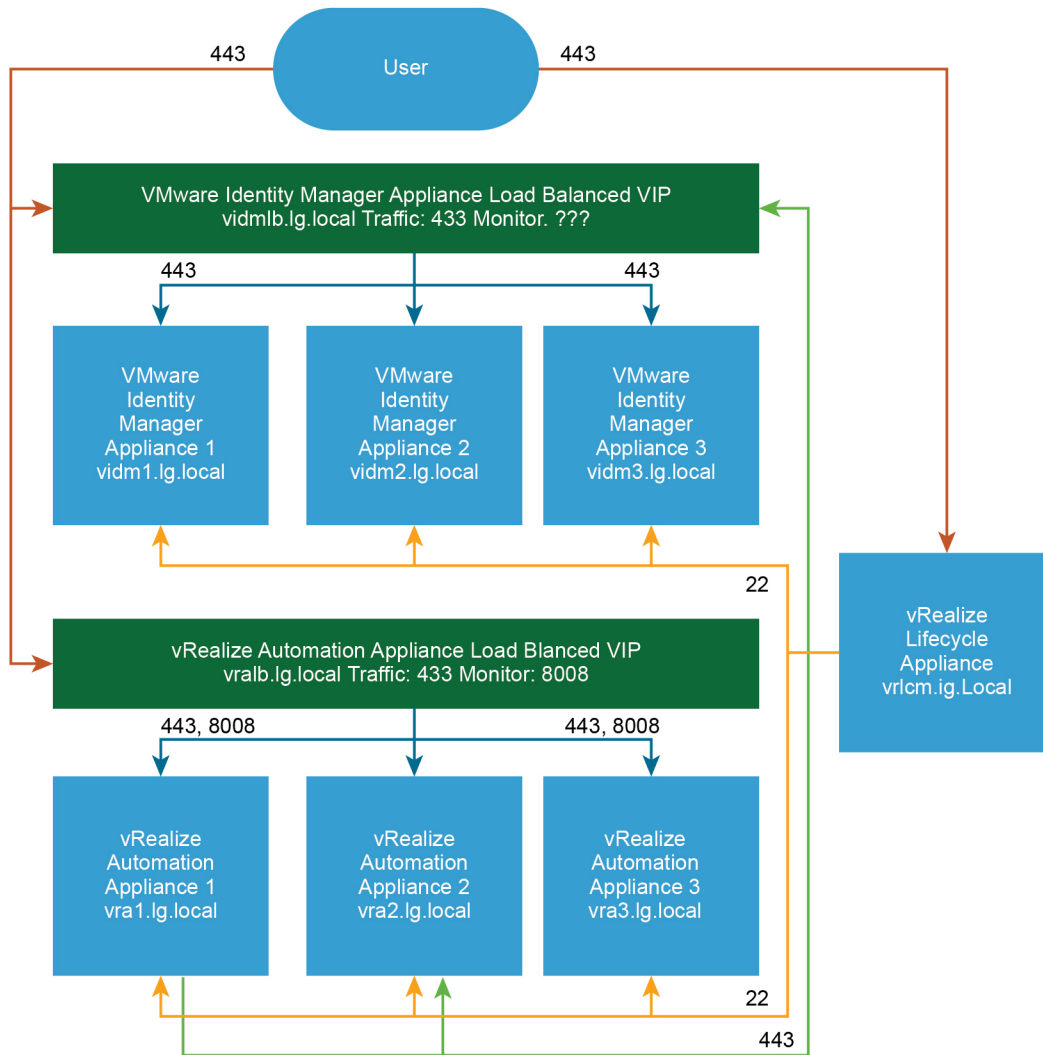 443
User
443
VMware Identity Manager Appliance Load Balanced VIP
vidmlb.lg.local Traffic: 433 Monitor. ???
443
443
VMware
Identity
Manager
Appliance 1
vidm1.lg.local
VMware
Identity
Manager
Appliance 2
vidm2.lg.local
VMware
Identity
Manager
Appliance 3
vidm3.lg.local
22
vRealize
Lifecycle
Appliance
vrlcm.ig.Local
vRealize Automation Appliance Load Blanced VIP
vralb.lg.local Traffic: 433 Monitor: 8008
443, 8008
443, 8008
vRealize
Automation
Appliance 1
vra1.lg.local
vRealize
Automation
Appliance 2
vra2.lg.local
vRealize
Automation
Appliance 3
vra3.lg.local
22
443